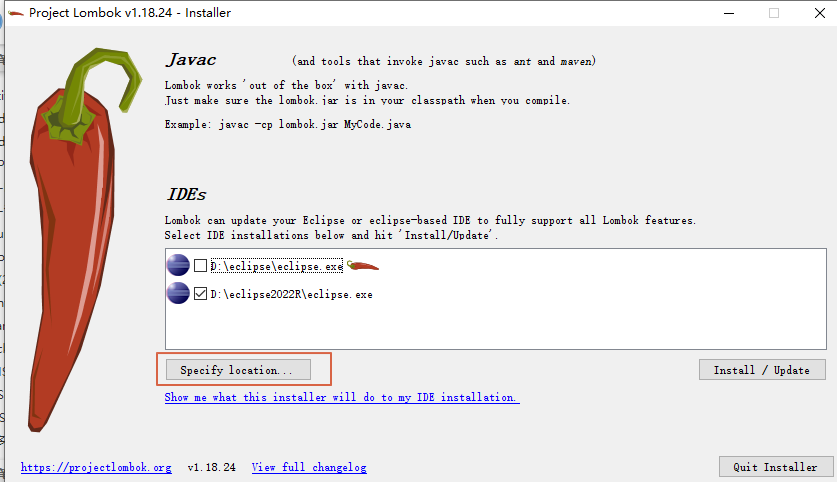 Project Lombok v1.18.24 - Installer
Javac (and tools that invoke javac such as ant and maven)
Lombok works 'out of the box' with javac.
Just make sure the lombok.jar is in your classpath when you compile.
Example: javac -cp lombok.jar MyCode.java
IDEs
Lombok can update your Eclipse or eclipse-based IDE to fully support all Lombok features.
Select IDE installations below and hit 'Install/Update'.
D:\eclipse\eclipse.exe
D:\eclipse2022R\eclipse.exe
Specify location... Install / Update
Show me what this installer will do to my IDE installation.
https://projectlombok.org v1.18.24 View full changelog Quit Installer